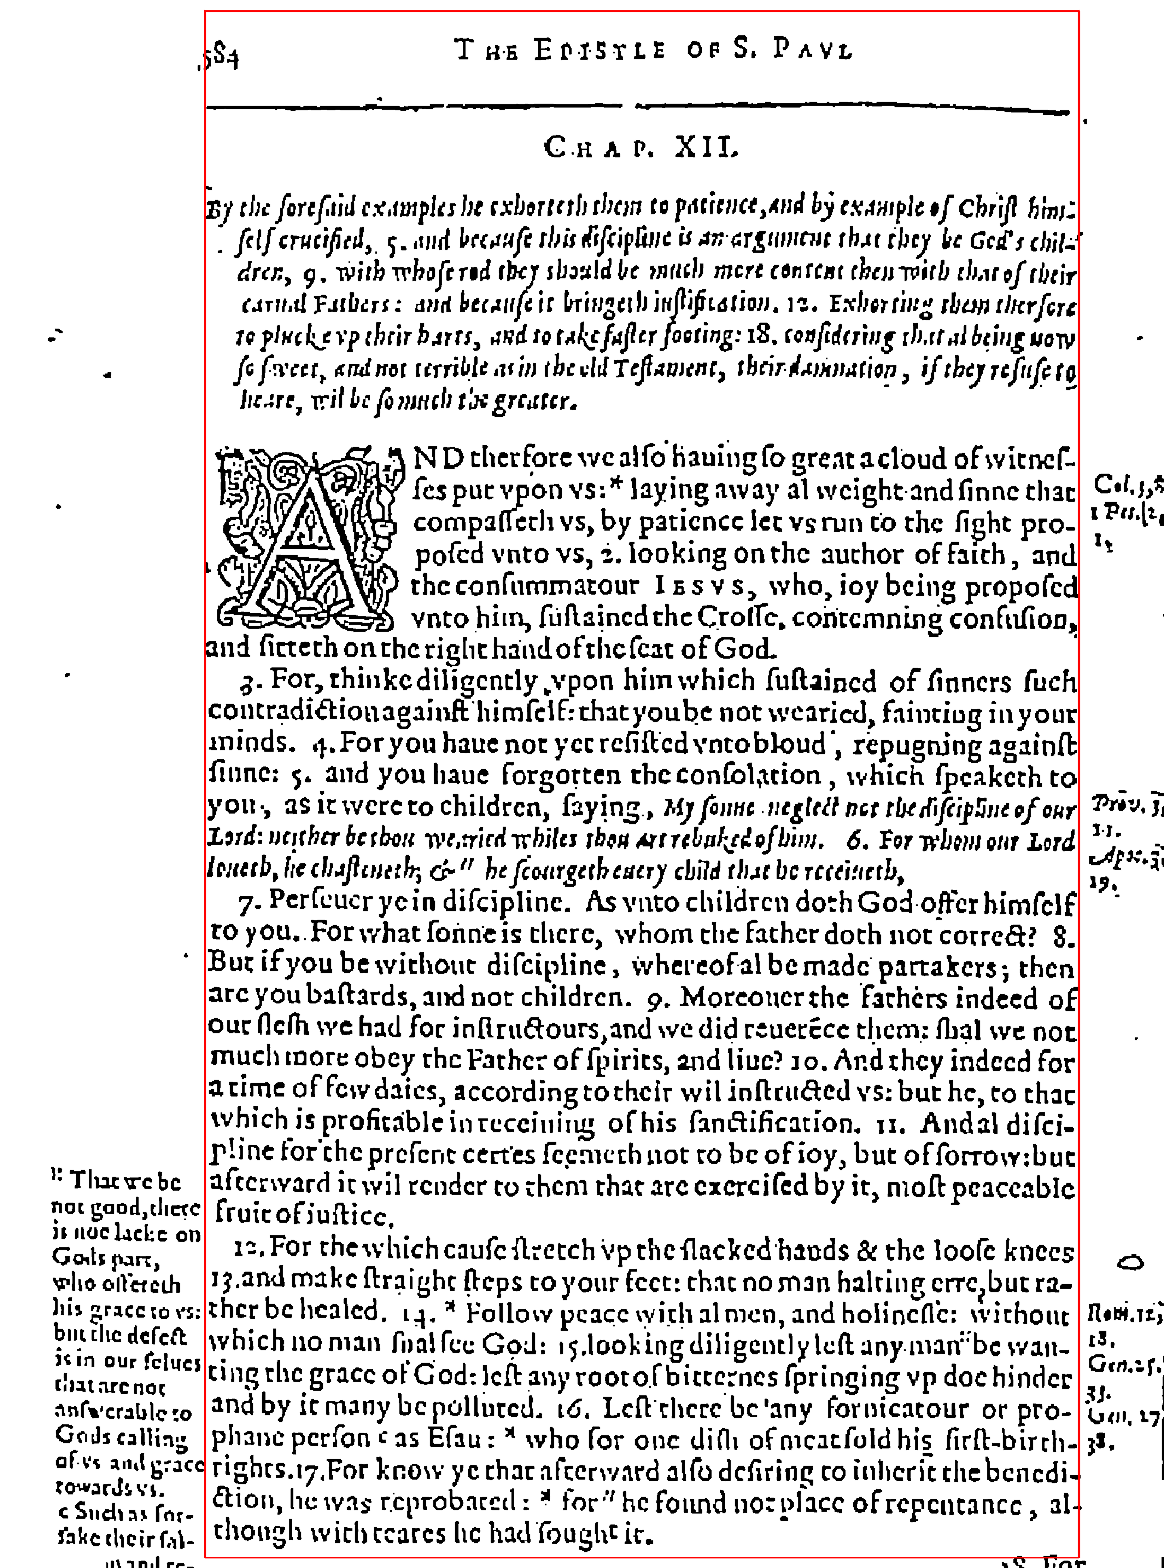 584 THE EPISTLE OF S. PAVL
CHAP. XII.
By the foresaid examples he exhorteth them to patience, and by example of Christ him-
self crucified, 5. and because this discipline is an argument that they be God's chil-
dren, 9. with whose rod they should be much more content then with that of their
carnal Fathers: and because it bringeth iustification. 12. Exhorting them therfore
to plucke vp their harts, and to take faster footing: 18. considering that al being now
so sweet, and not terrible as in the old Testament, their damnation, if they refuse to
heare, wil be so much the greater.
AND therfore we also hauing so great a cloud of witnes-
ses put vpon vs: * laying away al weight and sinne that
compasseth vs, by patience let vs run to the fight pro-
posed vnto vs, 2. looking on the author of faith, and
the consummatour IESVS, who, ioy being proposed
vnto him, sustained the Crosse, contemning confusion,
and sitteth on the right hand of the seat of God.
3. For, thinke diligently vpon him which sustained of sinners such
contradiction against himself: that you be not wearied, fainting in your
minds. 4. For you haue not yet resisted vnto bloud, repugning against
sinne: 5. and you haue forgotten the consolation, which speaketh to
you, as it were to children, saying, My sonne neglect not the discipline of our
Lord: neither be thou wearied whiles thou art rebuked of him. 6. For whom our Lord
loueth, he chasteneth; & " he scourgeth euery child that he receiueth,
7. Perseuer ye in discipline. As vnto children doth God offer himself
to you. For what sonne is there, whom the father doth not correct? 8.
But if you be without discipline, whereof al be made partakers; then
are you bastards, and not children. 9. Moreouer the fathers indeed of
our flesh we had for instructours, and we did reuerēce them: shal we not
much more obey the Father of spirits, and liue? 10. And they indeed for
a time of few daies, according to their wil instructed vs: but he, to that
which is profitable in receiuing of his sanctification. 11. And al disci-
pline for the present certes seemeth not to be of ioy, but of sorrow: but
afterward it wil render to them that are exercised by it, most peaceable
fruit of iustice.
12. For the which cause stretch vp the slacked hands & the loose knees
13. and make straight steps to your feet: that no man halting erre, but ra-
ther be healed. 14. * Follow peace with al men, and holinesse: without
which no man shal see God: 15. looking diligently lest any man " be wan-
ting the grace of God: lest any root of bitternes springing vp doe hinder
and by it many be polluted. 16. Lest there be any fornicatour or pro-
phane person c as Esau: * who for one dish of meat sold his first-birth-
rights. 17. For know ye that afterward also desiring to inherit the benedi-
ction, he was reprobated: * for " he found not place of repentance, al-
though with teares he had sought it.
:: That we be
not good, there
is not lacke on
Gods part,
who offereth
his grace to vs:
but the defect
is in our selues
that are not
answerable to
Gods calling
of vs and grace
towards vs.
c Such as for-
sake their sal-
Col. 3, 8
1 Pet. 2,
Prov. 3,
11.
Apoc. 3,
19.
Rom. 12,
18.
Gen. 25,
33.
Gen. 27
38.
18. For